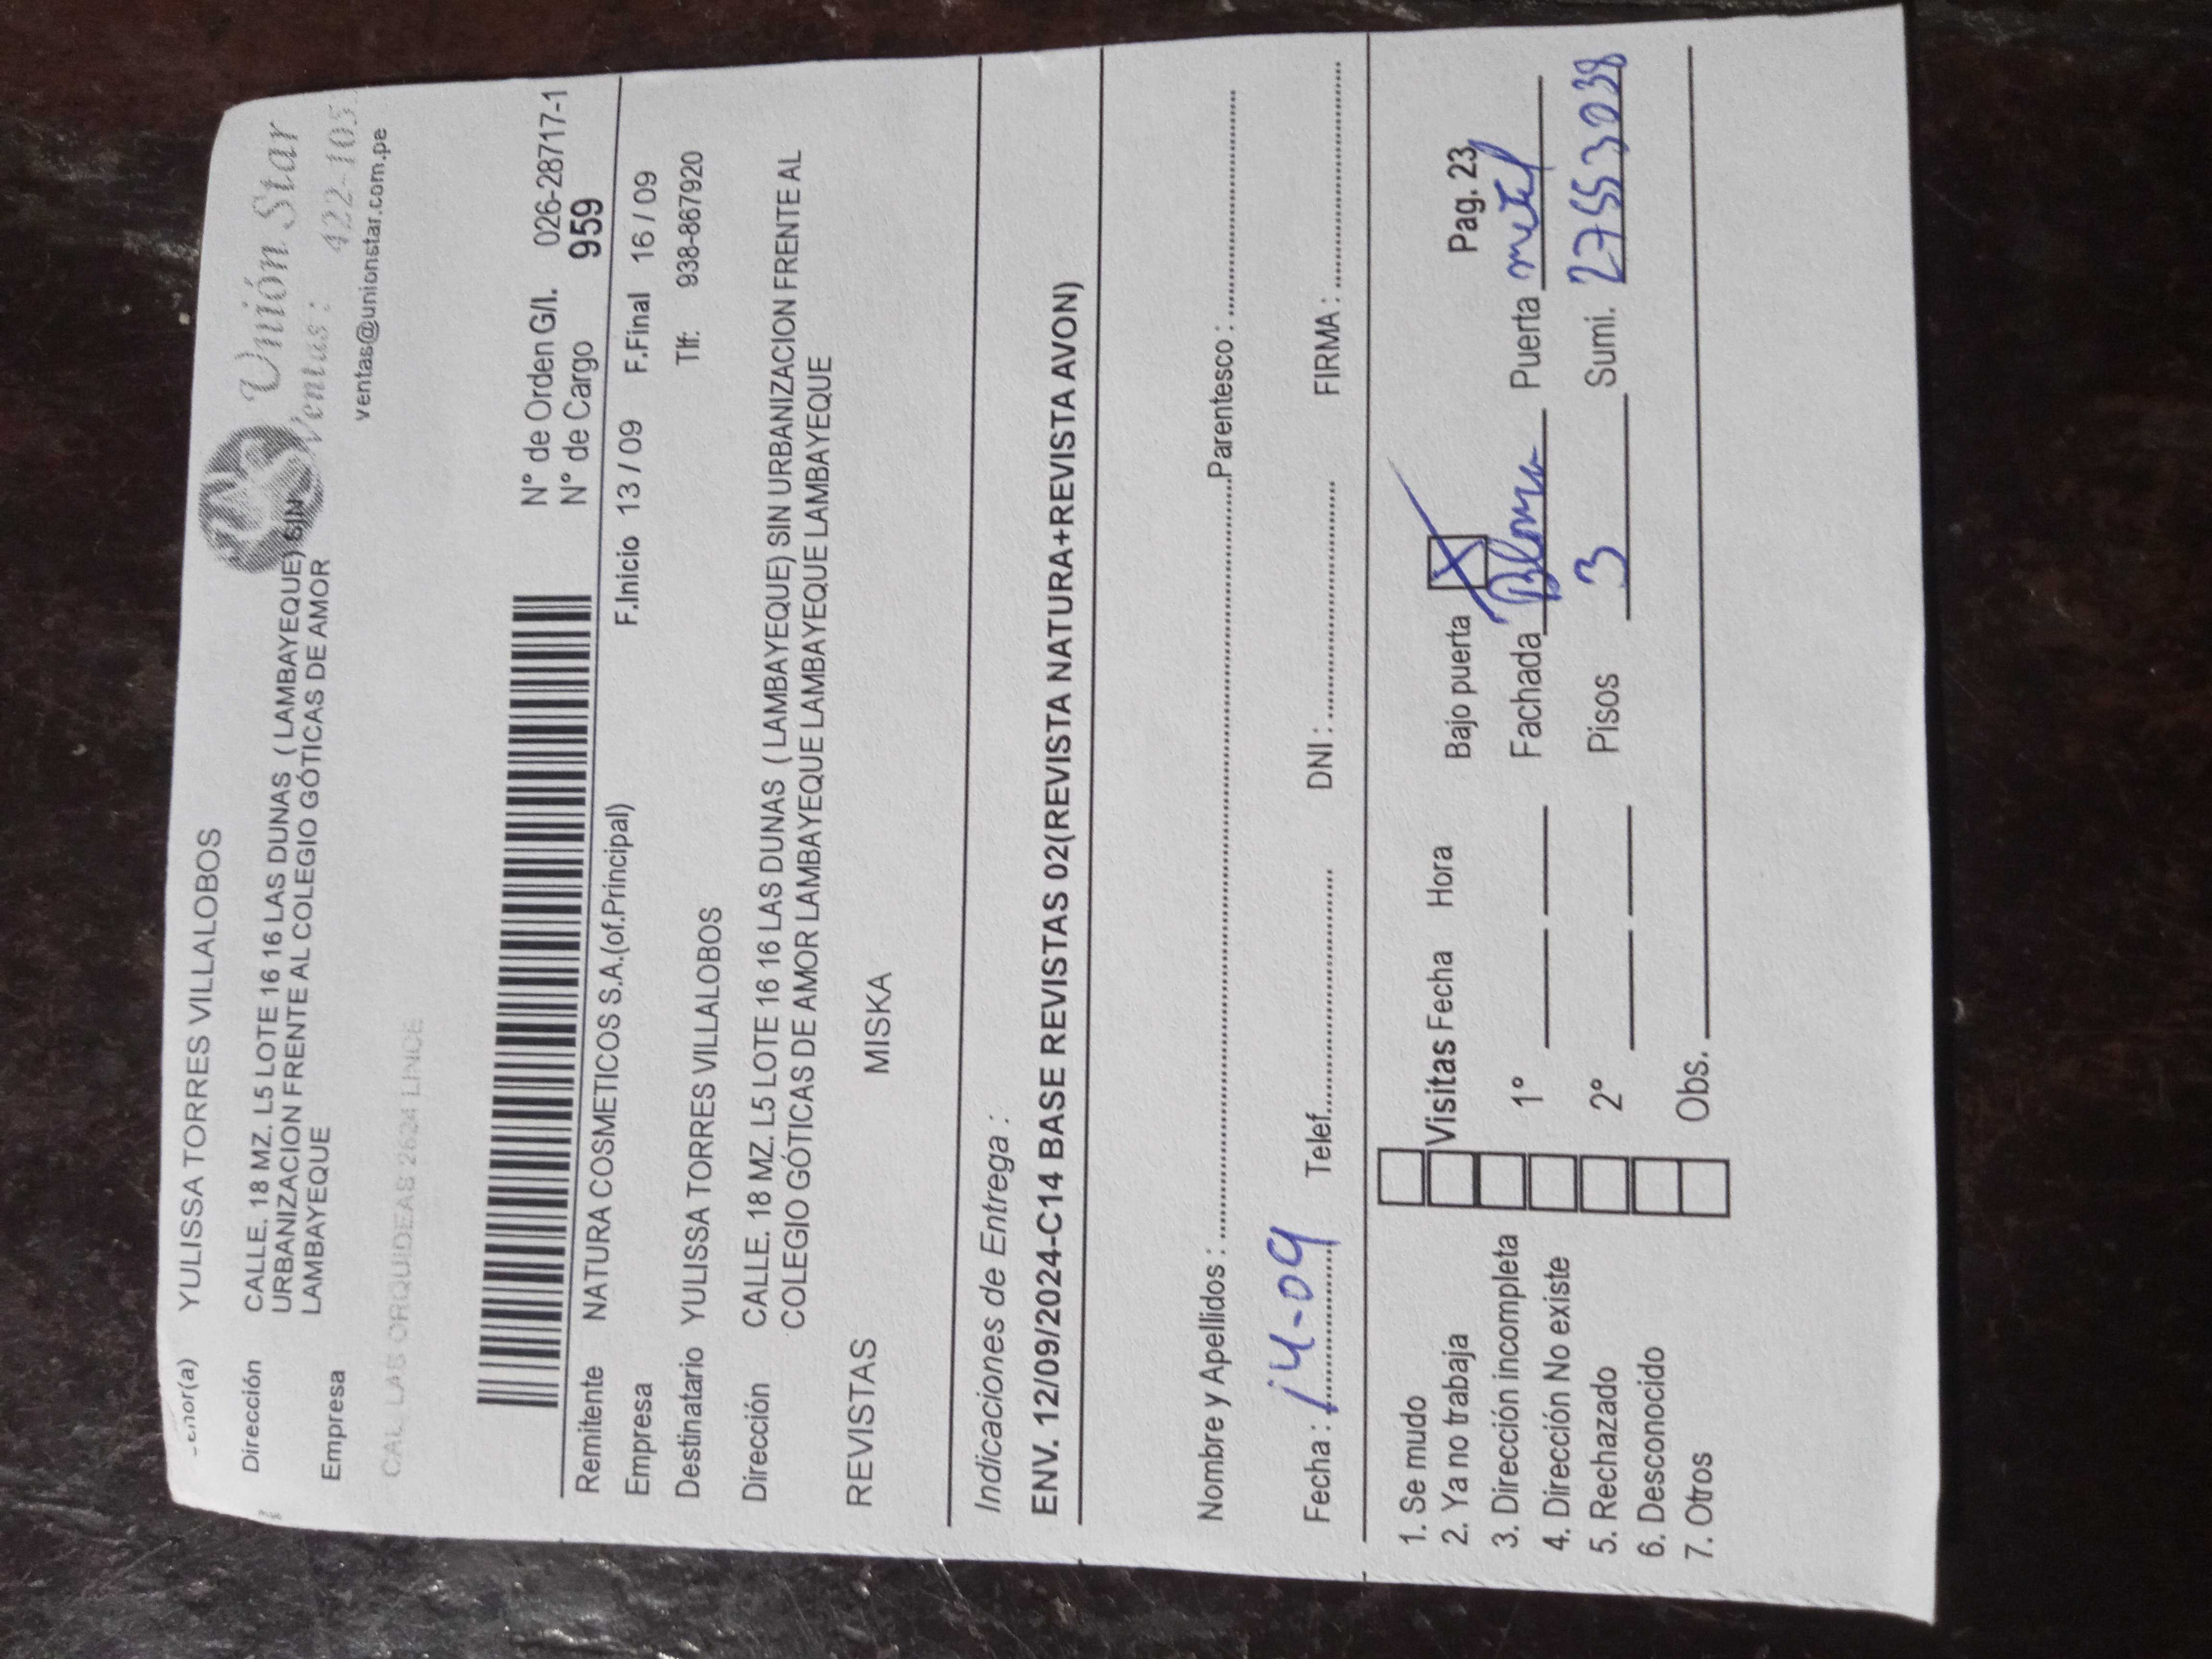 Señor(a) YULISSA TORRES VILLALOBOS
Dirección CALLE. 18 MZ. L5 LOTE 16 16 LAS DUNAS ( LAMBAYEQUE) SIN
URBANIZACION FRENTE AL COLEGIO GÓTICAS DE AMOR
Empresa LAMBAYEQUE
Unión Star
Ventas : 422-105
ventas@unionstar.com.pe
CAL. LAS ORQUIDEAS 2624 LINCE
N° de Orden G/I. 026-28717-1
N° de Cargo 959
Remitente NATURA COSMETICOS S.A.(of.Principal)
Empresa F.Inicio 13 / 09 F.Final 16 / 09
Destinatario YULISSA TORRES VILLALOBOS Tlf: 938-867920
Dirección CALLE. 18 MZ. L5 LOTE 16 16 LAS DUNAS ( LAMBAYEQUE) SIN URBANIZACION FRENTE AL
COLEGIO GÓTICAS DE AMOR LAMBAYEQUE LAMBAYEQUE LAMBAYEQUE LAMBAYEQUE
REVISTAS MISKA
Indicaciones de Entrega :
ENV. 12/09/2024-C14 BASE REVISTAS 02(REVISTA NATURA+REVISTA AVON)
Nombre y Apellidos : Parentesco :
Fecha : 14-09 Telef. DNI : FIRMA :
1. Se mudo
2. Ya no trabaja
3. Dirección incompleta
4. Dirección No existe
5. Rechazado
6. Desconocido
7. Otros
Visitas Fecha Hora Bajo puerta X Pag. 23
1° Fachada Puerta
2° Pisos 3 Sumi. 27553038
Obs.